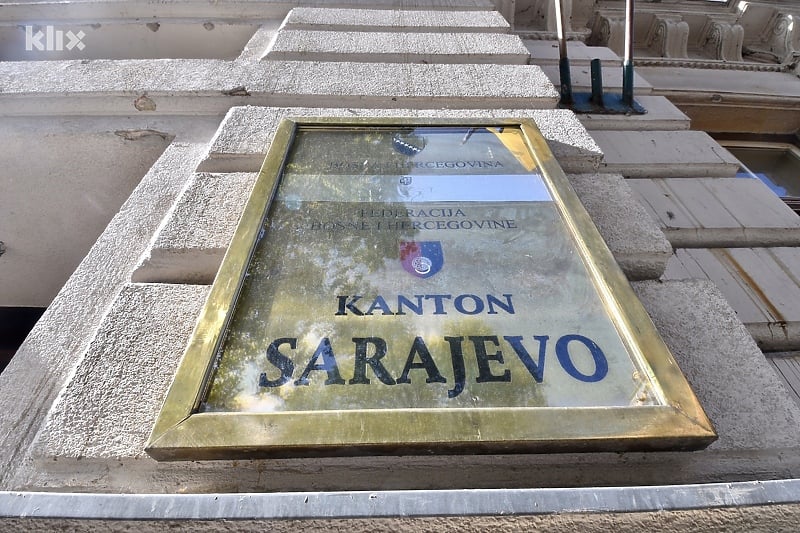 klix
BOSNA I HERCEGOVINA
FEDERACIJA
BOSNE I HERCEGOVINE
KANTON
SARAJEVO